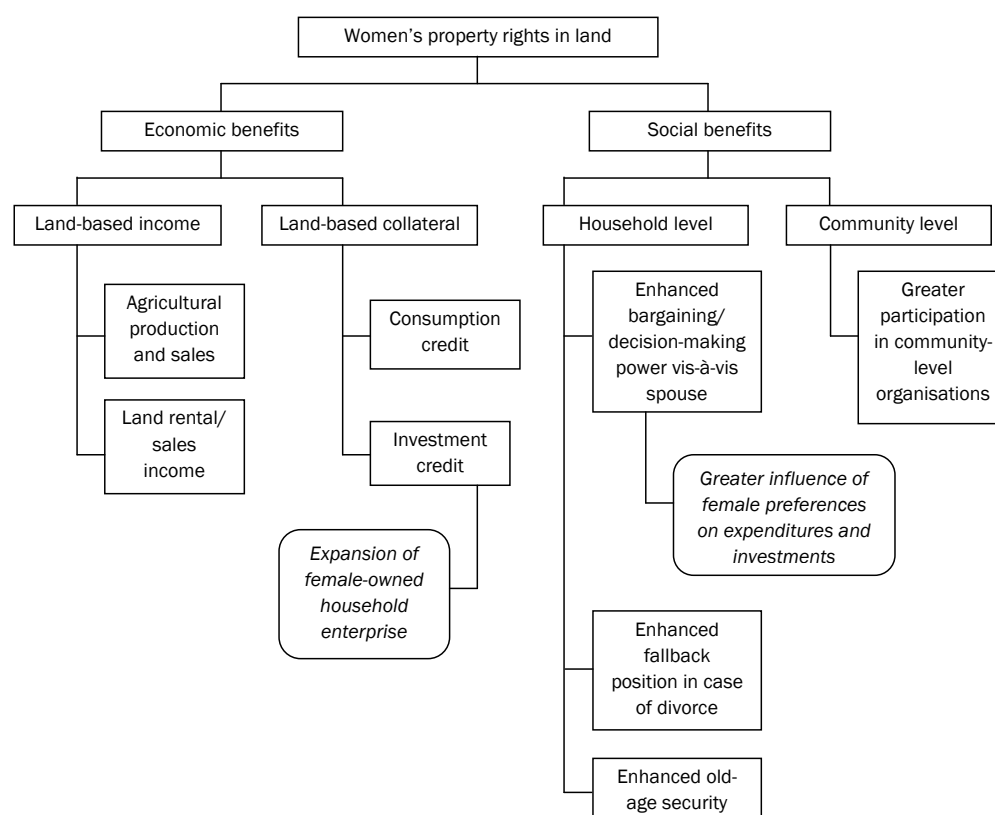 Women's property rights in land
Economic benefits
Social benefits
Land-based income
Land-based collateral
Household level
Community level
Agricultural
production
and sales
Land rental/
sales
income
Consumption
credit
Investment
credit
Expansion of
female-owned
household
enterprise
Enhanced
bargaining/
decision-making
power vis-à-vis
spouse
Greater influence of
female preferences
on expenditures and
investments
Enhanced
fallback
position in case
of divorce
Enhanced old-
age security
Greater
participation
in community-
level
organisations